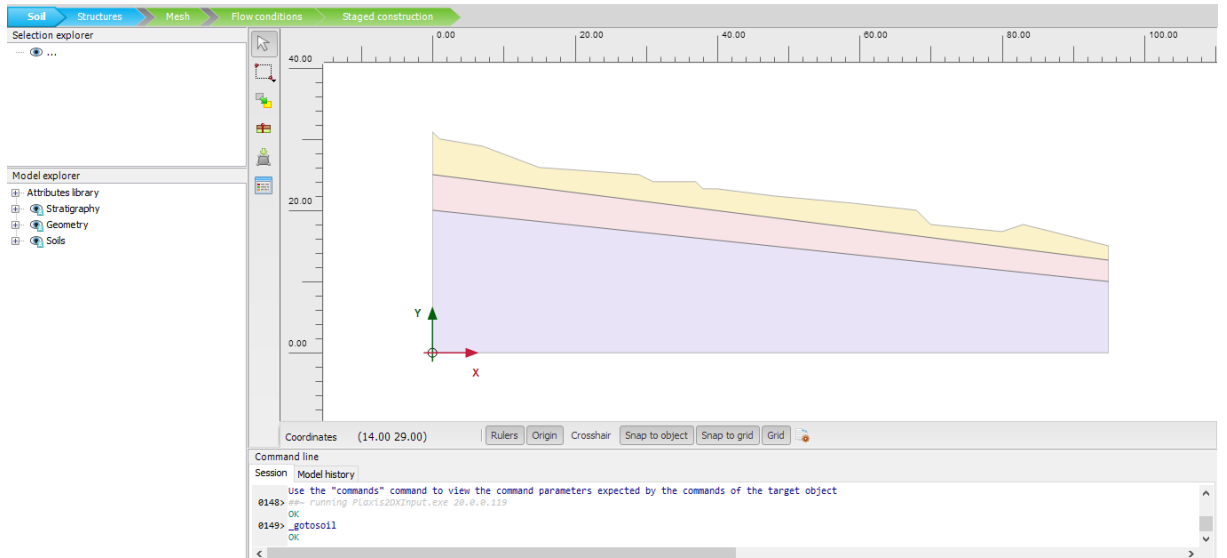 Soil Structures Mesh Flow conditions Staged construction
Selection explorer
...
Model explorer
Attributes library
Stratigraphy
Geometry
Soils
0.00 20.00 40.00 60.00 80.00 100.00
40.00
20.00
0.00
Y
X
Coordinates (14.00 29.00) Rulers Origin Crosshair Snap to object Snap to grid Grid
Command line
Session Model history
Use the "commands" command to view the command parameters expected by the commands of the target object
0148> ##~ running Plaxis2DXInput.exe 20.0.0.119
OK
0149> _gotosoil
OK